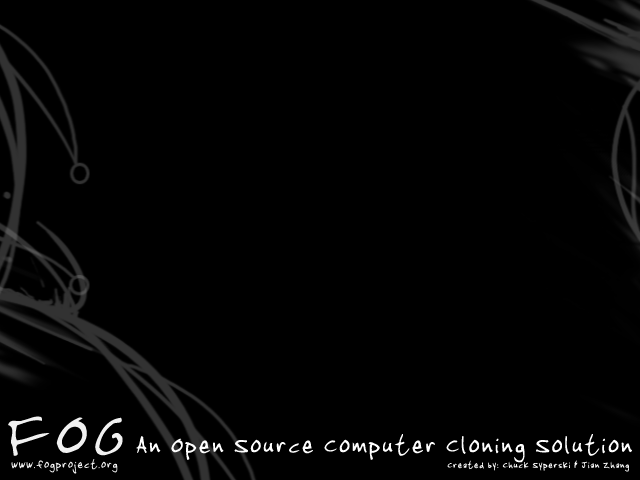 FOG An Open Source Computer Cloning Solution
www.fogproject.org Created by: Chuck Syperski & Jian Zhang